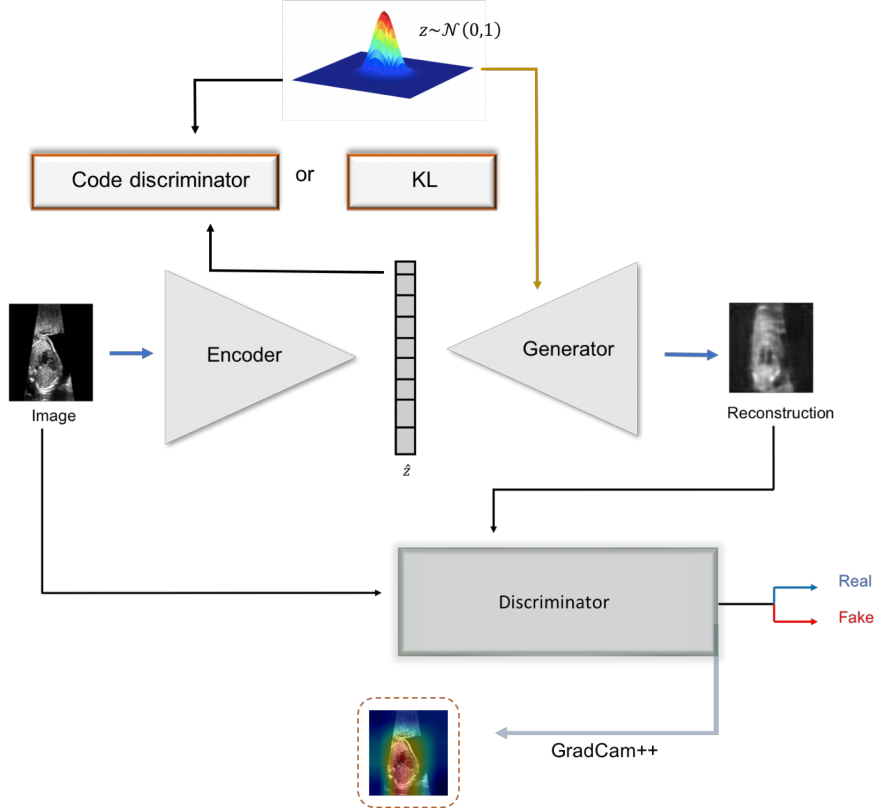 z~𝒩(0,1)
Code discriminator
or
KL
Encoder
Generator
Image
Reconstruction
ẑ
Discriminator
Real
Fake
GradCam++